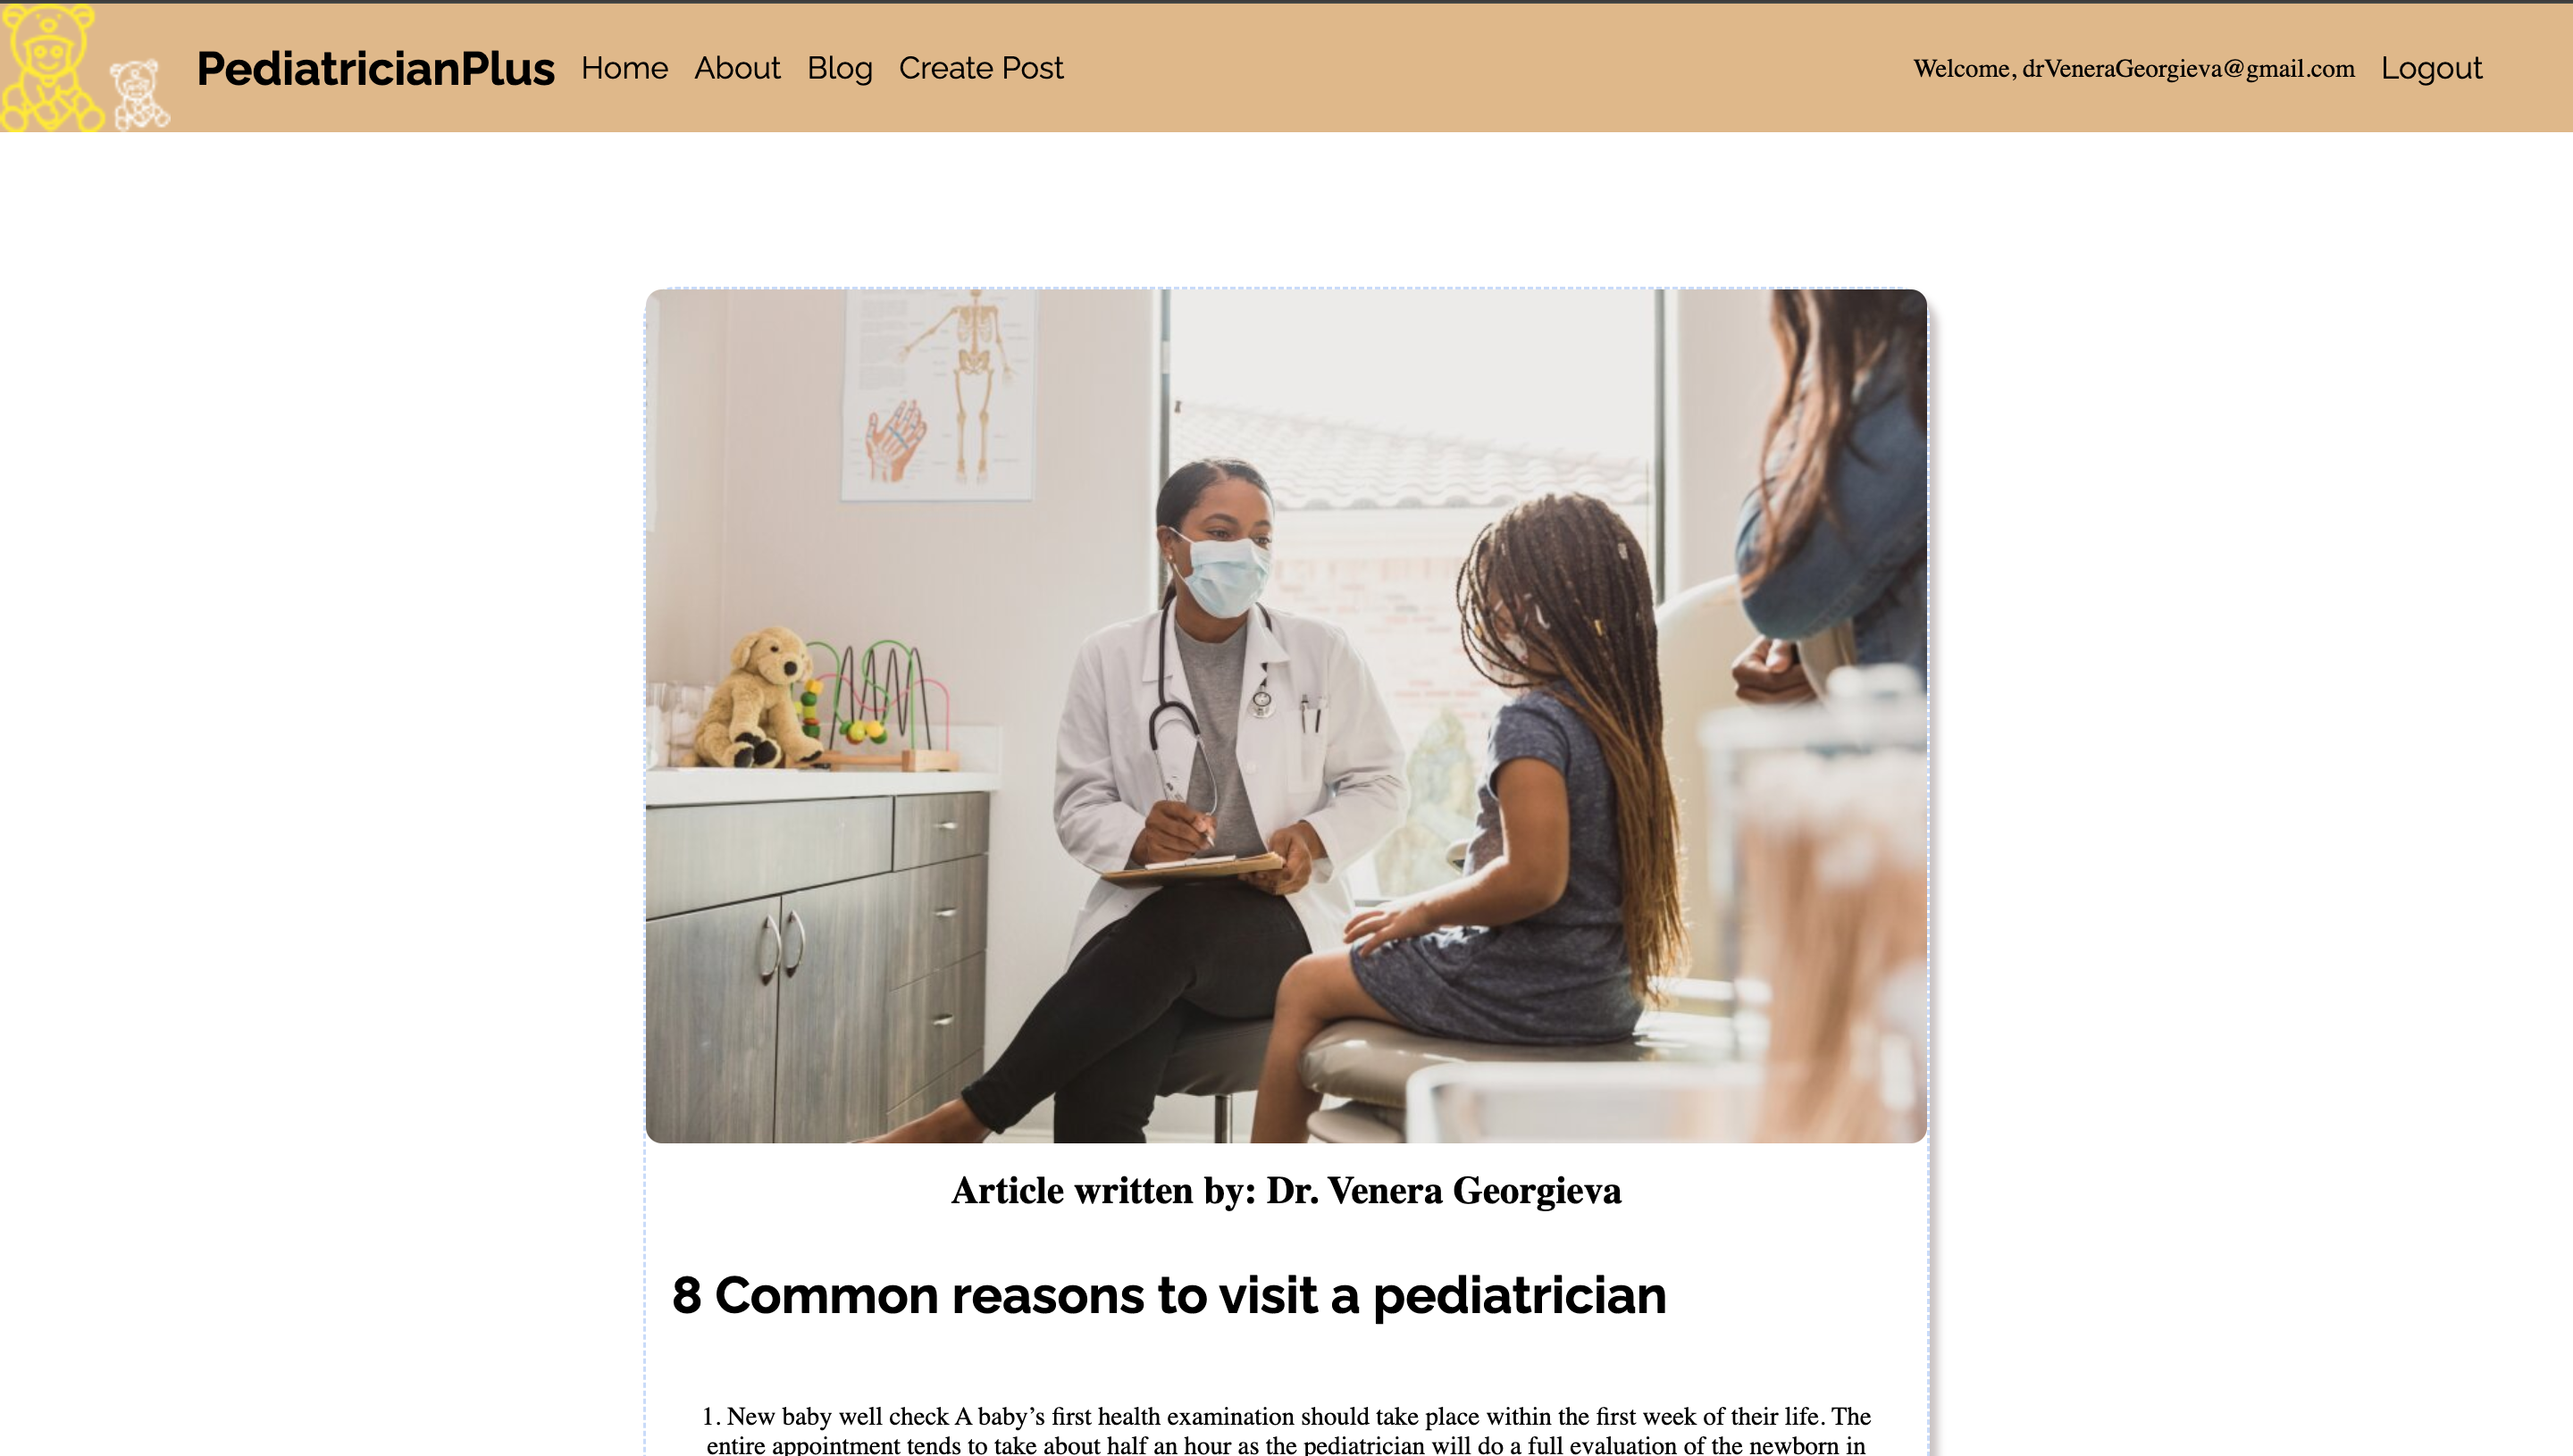 PediatricianPlus Home About Blog Create Post Welcome, drVeneraGeorgieva@gmail.com Logout
Article written by: Dr. Venera Georgieva
8 Common reasons to visit a pediatrician
1. New baby well check A baby’s first health examination should take place within the first week of their life. The
entire appointment tends to take about half an hour as the pediatrician will do a full evaluation of the newborn in